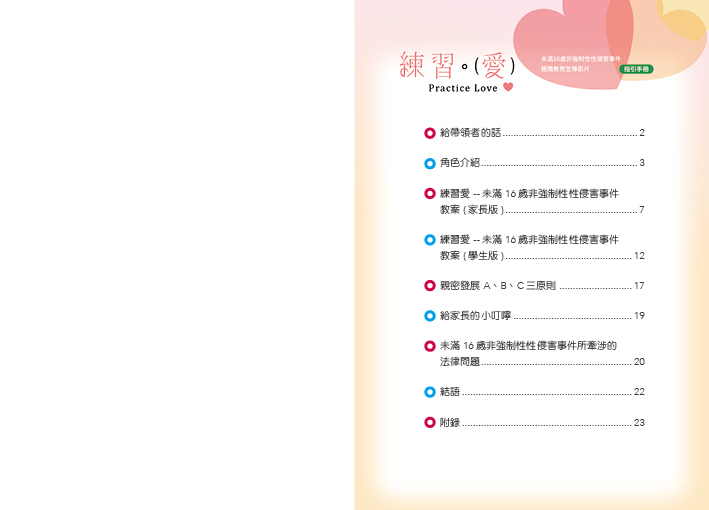 練習。(愛)
Practice Love
未滿16歲非強制性性侵害事件
親職教育宣導影片
指引手冊
給帶領者的話 2
角色介紹 3
練習愛 -- 未滿 16 歲非強制性性侵害事件
教案 ( 家長版 ) 7
練習愛 -- 未滿 16 歲非強制性性侵害事件
教案 ( 學生版 ) 12
親密發展 A、B、C 三原則 17
給家長的小叮嚀 19
未滿 16 歲非強制性性侵害事件所牽涉的
法律問題 20
結語 22
附錄 23